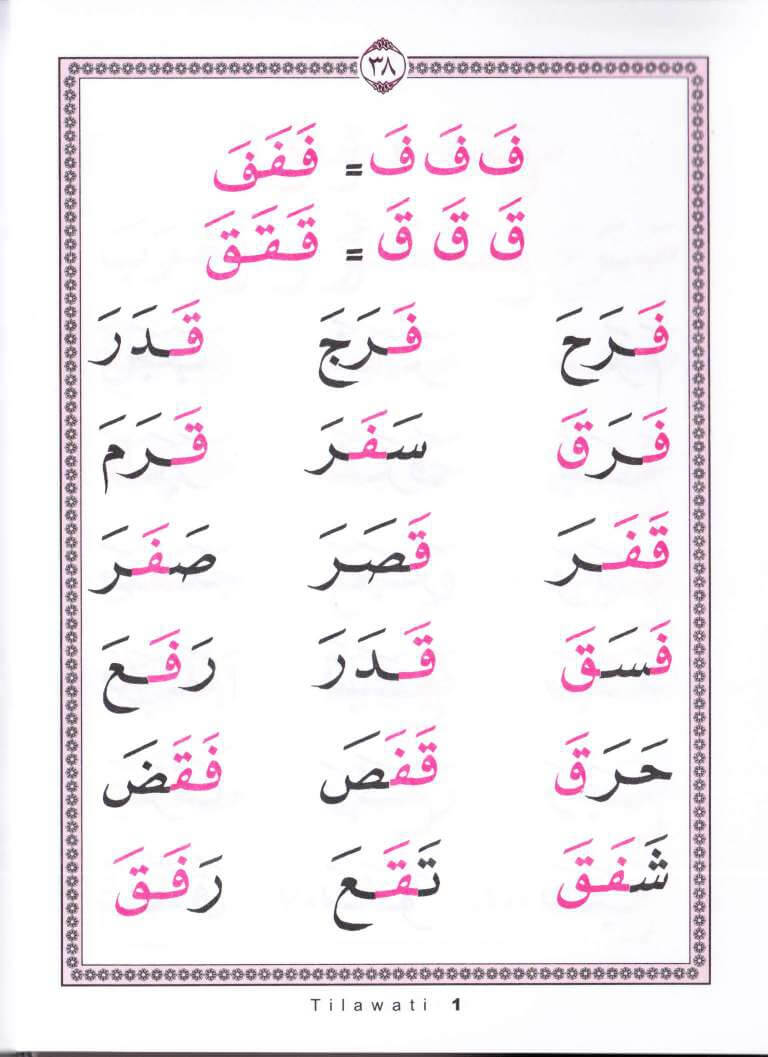 ٣٨
فَ فَ فَ = فَفَفَ
قَ قَ قَ = قَقَقَ
فَرَحَ فَرَجَ قَدَرَ
فَرَقَ سَفَرَ قَرَمَ
قَفَرَ قَصَرَ صَفَرَ
فَسَقَ قَدَرَ رَفَعَ
حَرَقَ قَفَصَ فَقَضَ
شَفَقَ تَقَعَ رَفَقَ
Tilawati 1